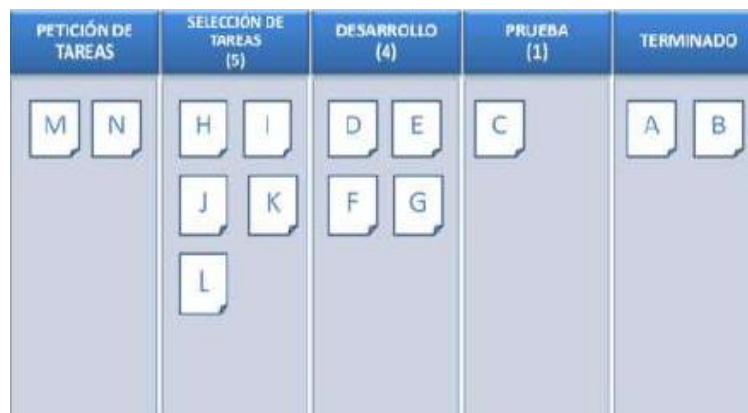 PETICIÓN DE
TAREAS
SELECCIÓN DE
TAREAS
(5)
DESARROLLO
(4)
PRUEBA
(1)
TERMINADO
M N
H I
J K
L
D E
F G
C
A B